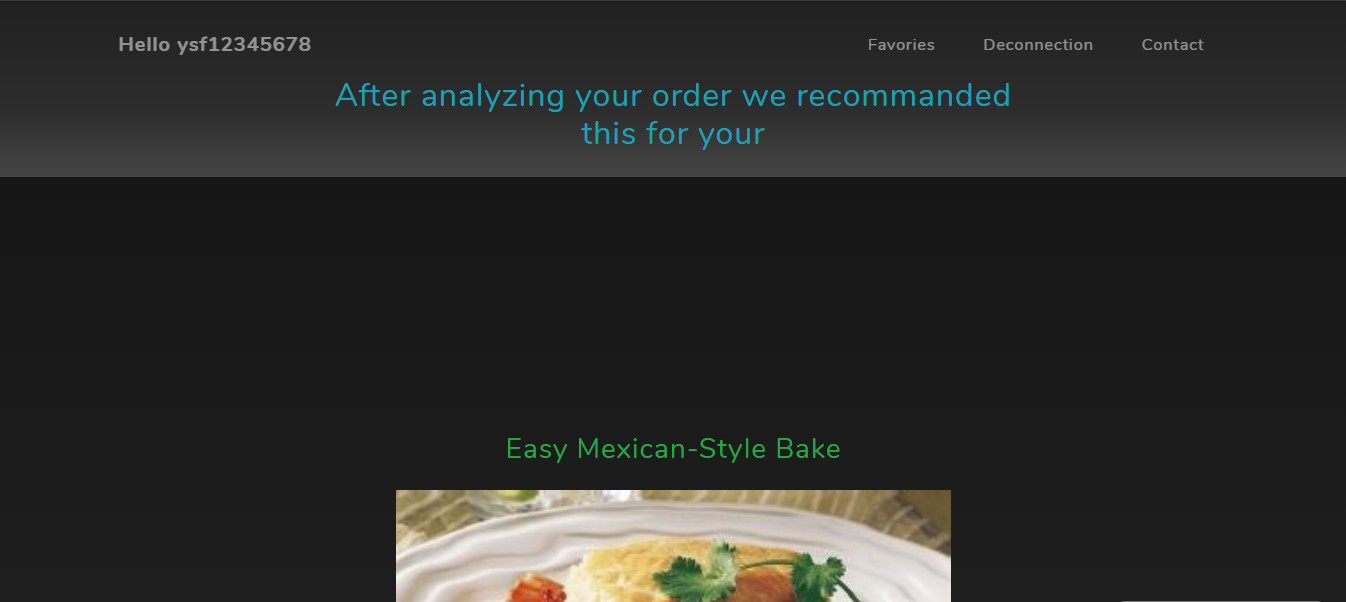 Hello ysf12345678
Favories
Deconnection
Contact
After analyzing your order we recommanded
this for your
Easy Mexican-Style Bake